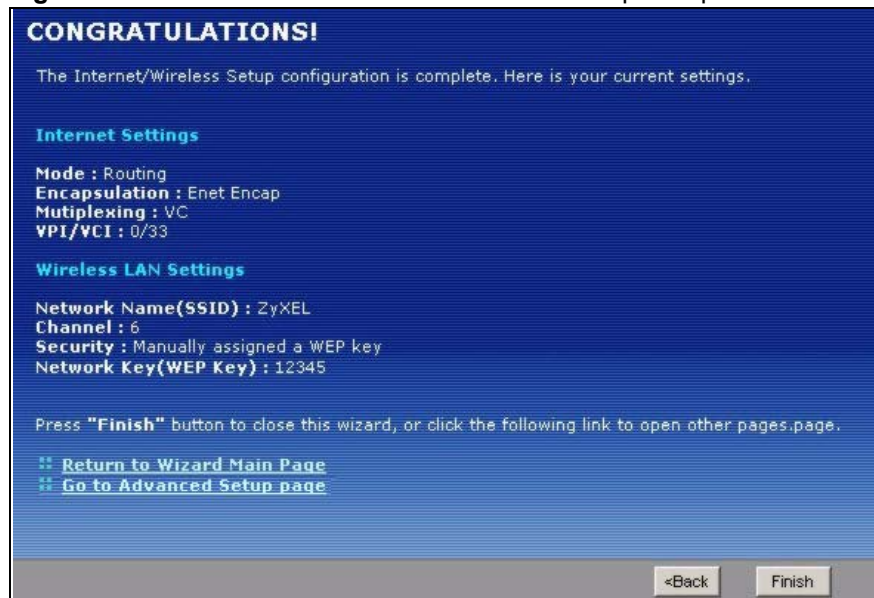 CONGRATULATIONS!
The Internet/Wireless Setup configuration is complete. Here is your current settings.
Internet Settings
Mode : Routing
Encapsulation : Enet Encap
Mutiplexing : VC
VPI/VCI : 0/33
Wireless LAN Settings
Network Name(SSID) : ZyXEL
Channel : 6
Security : Manually assigned a WEP key
Network Key(WEP Key) : 12345
Press "Finish" button to close this wizard, or click the following link to open other pages.page.
Return to Wizard Main Page
Go to Advanced Setup page
<Back Finish